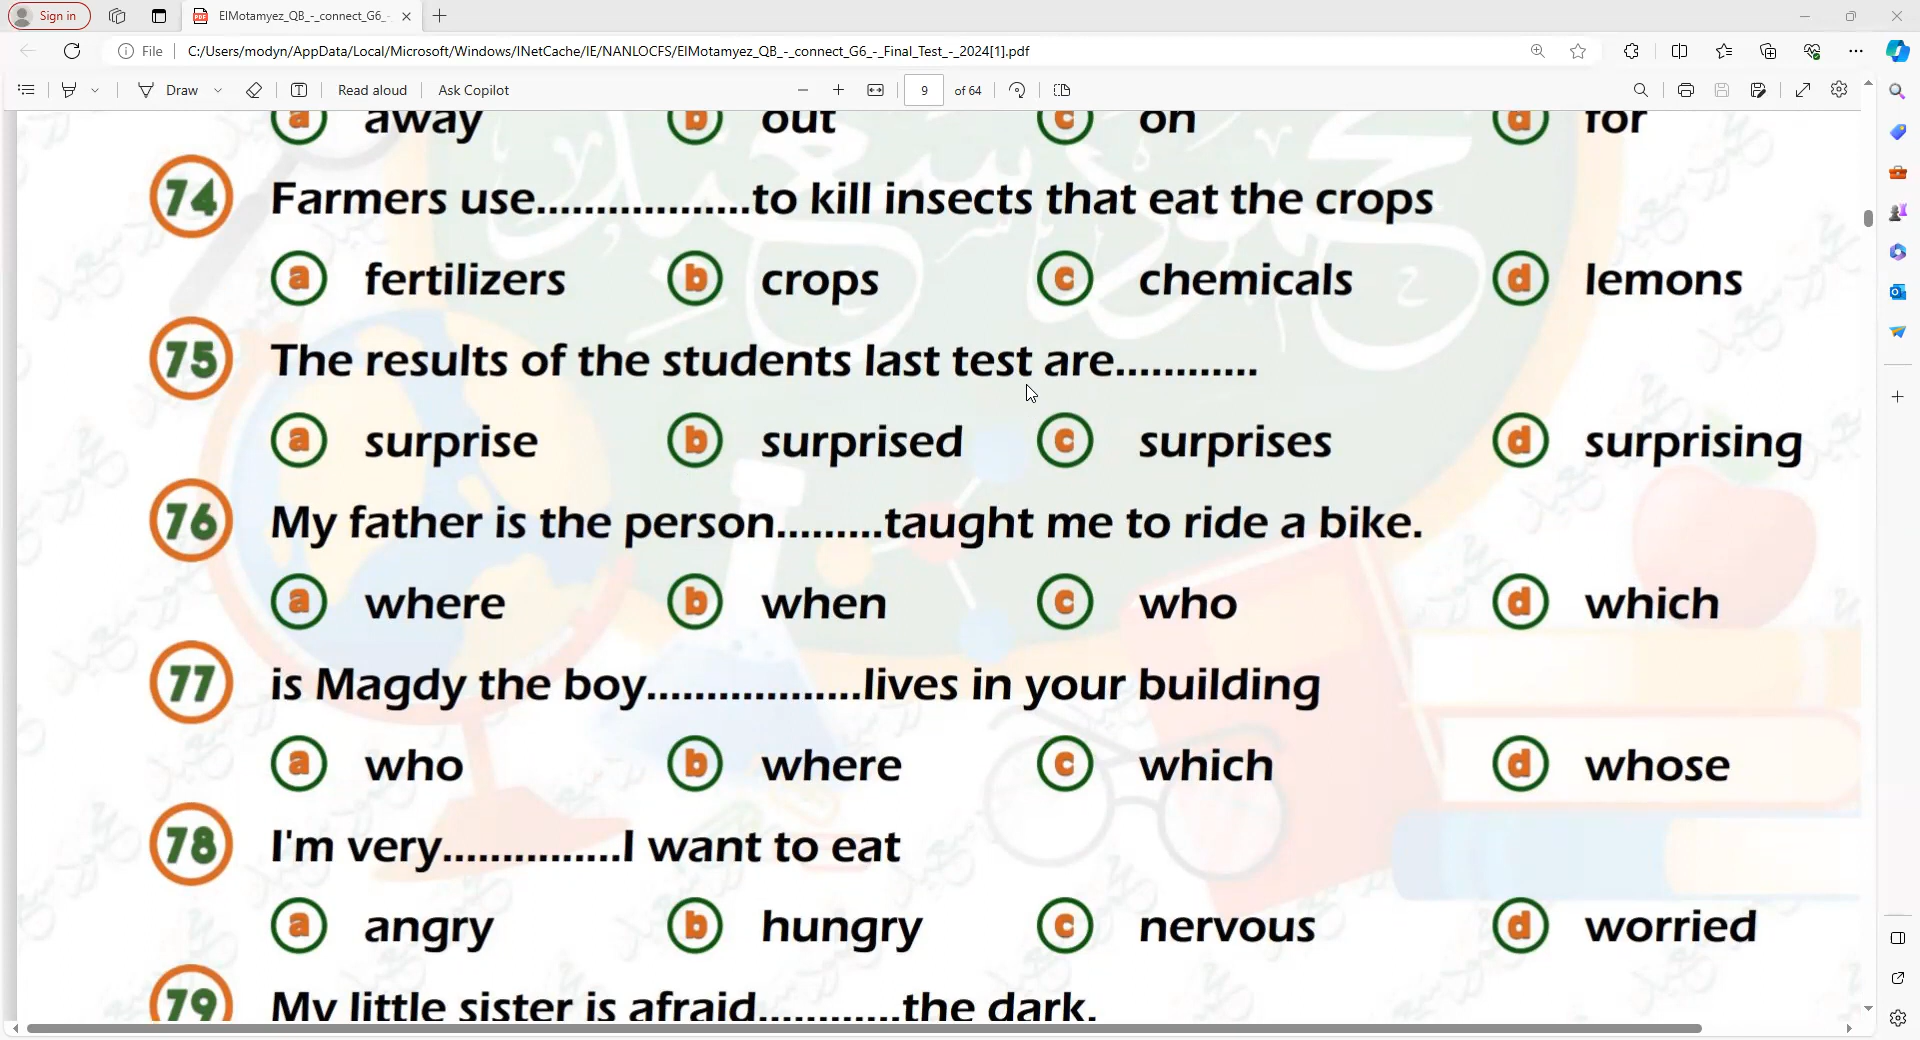 Sign in
ElMotamyez_QB_-_connect_G6_-
File
C:/Users/modyn/AppData/Local/Microsoft/Windows/INetCache/IE/NANLOCFS/ElMotamyez_QB_-_connect_G6_-_Final_Test_-_2024[1].pdf
Draw
Read aloud
Ask Copilot
9 of 64
a away b out c on d for
74 Farmers use..................to kill insects that eat the crops
a fertilizers b crops c chemicals d lemons
75 The results of the students last test are............
a surprise b surprised c surprises d surprising
76 My father is the person.........taught me to ride a bike.
a where b when c who d which
77 is Magdy the boy..................lives in your building
a who b where c which d whose
78 I'm very...............I want to eat
a angry b hungry c nervous d worried
79 My little sister is afraid............the dark.